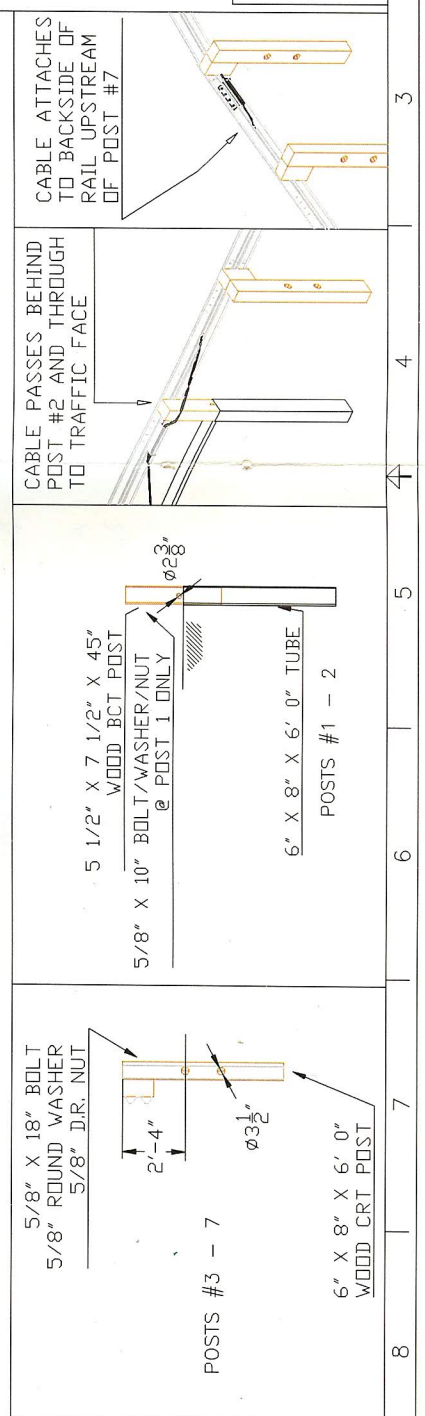 5/8" X 18" BOLT
5/8" ROUND WASHER
5/8" D.R. NUT
2'-4"
ø3 1/2"
POSTS #3 - 7
6" X 8" X 6' 0"
WOOD CRT POST
5 1/2" X 7 1/2" X 45"
WOOD BCT POST
5/8" X 10" BOLT/WASHER/NUT
@ POST 1 ONLY
ø2 3/8"
6" X 8" X 6' 0" TUBE
POSTS #1 - 2
CABLE PASSES BEHIND
POST #2 AND THROUGH
TO TRAFFIC FACE
CABLE ATTACHES
TO BACKSIDE OF
RAIL UPSTREAM
OF POST #7
8
7
6
5
4
3